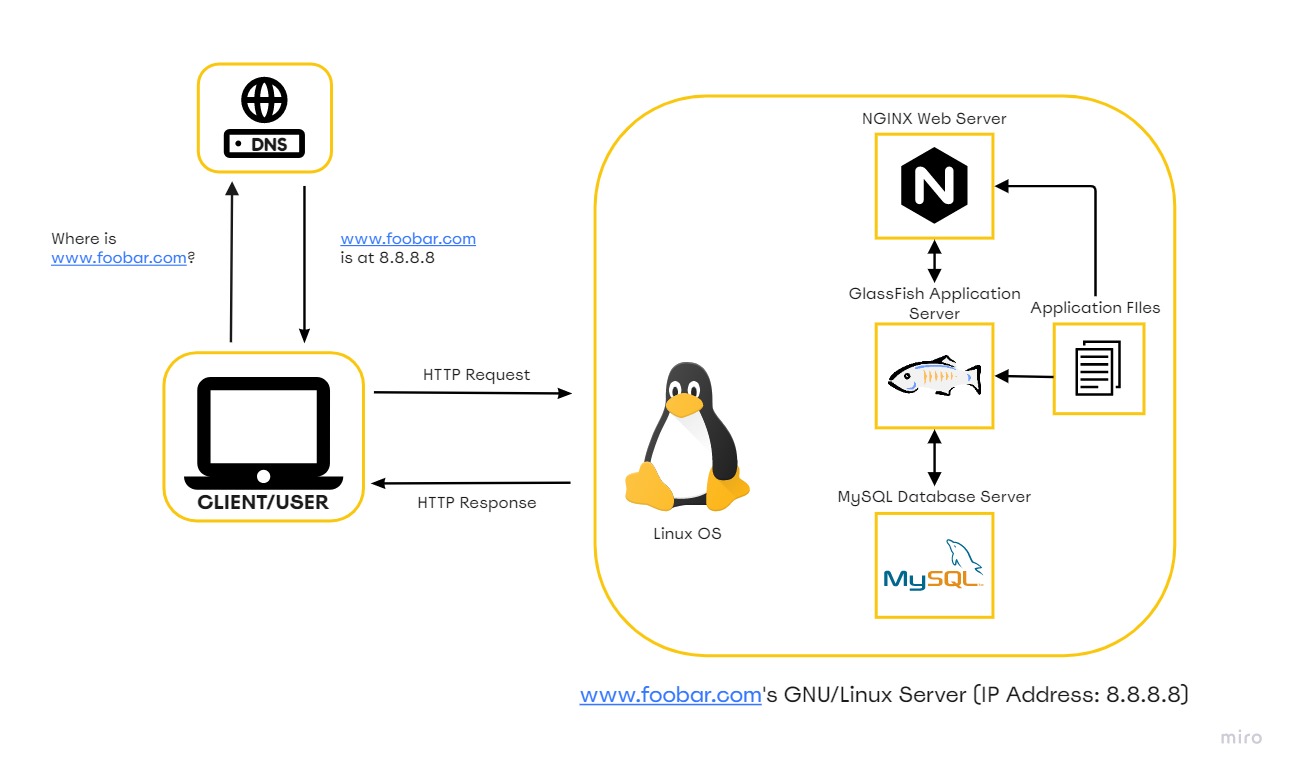 DNS
Where is
www.foobar.com?
www.foobar.com
is at 8.8.8.8
CLIENT/USER
HTTP Request
HTTP Response
Linux OS
NGINX Web Server
N
GlassFish Application
Server
Application FIles
MySQL Database Server
MySQL
www.foobar.com's GNU/Linux Server (IP Address: 8.8.8.8)
miro